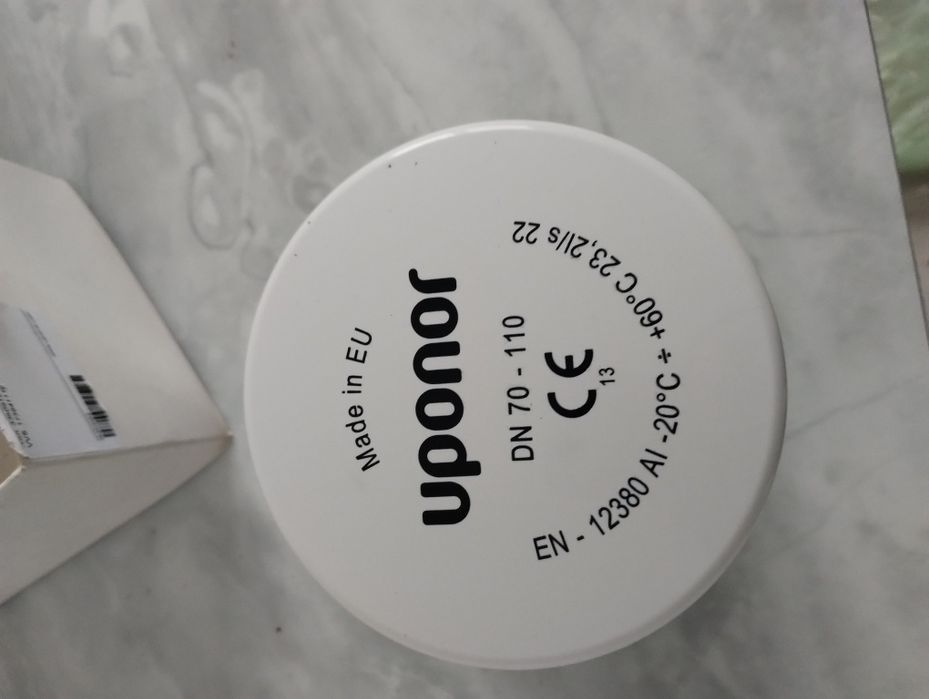 Made in EU
uponor
DN 70 - 110
CE
13
EN - 12380 AI -20°C ÷ +60°C 23,2l/s 22